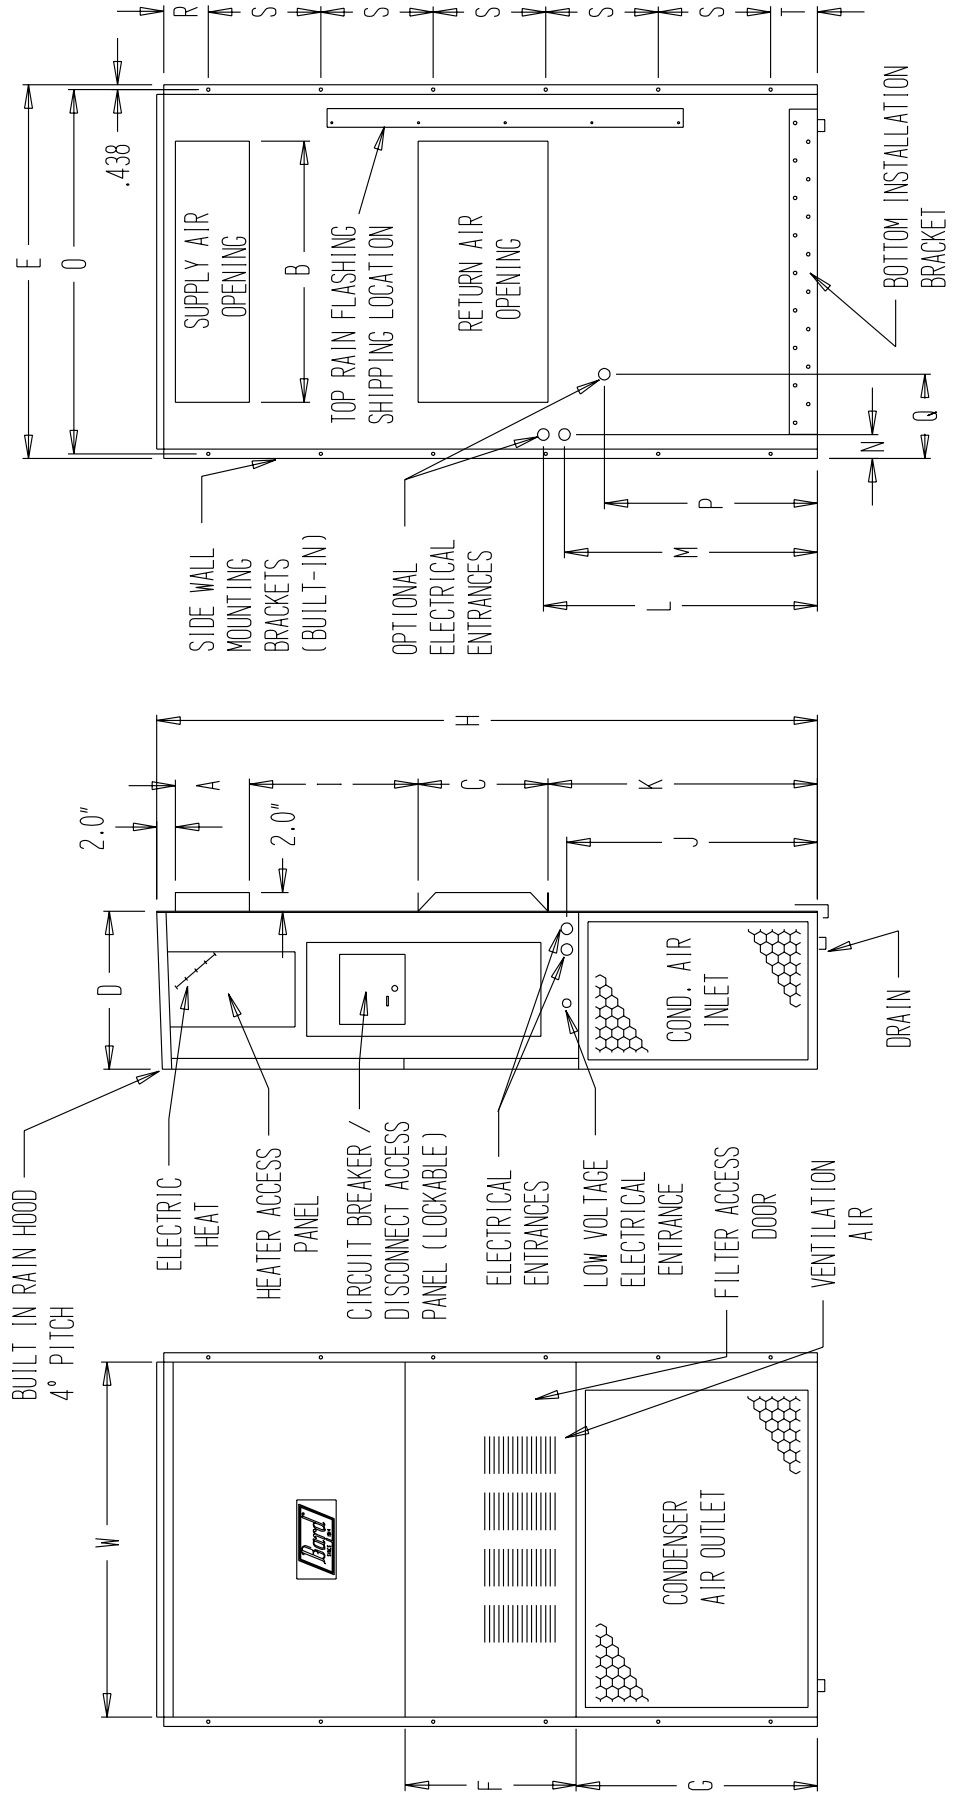 W
F
G
Bard
SINCE 1914
CONDENSER
AIR OUTLET
BUILT IN RAIN HOOD
4° PITCH
ELECTRIC
HEAT
HEATER ACCESS
PANEL
CIRCUIT BREAKER /
DISCONNECT ACCESS
PANEL (LOCKABLE)
ELECTRICAL
ENTRANCES
LOW VOLTAGE
ELECTRICAL
ENTRANCE
FILTER ACCESS
DOOR
VENTILATION
AIR
D
2.0"
A
2.0"
I
C
K
J
H
COND. AIR
INLET
DRAIN
SIDE WALL
MOUNTING
BRACKETS
(BUILT-IN)
OPTIONAL
ELECTRICAL
ENTRANCES
L
M
P
N
Q
E
O
.438
SUPPLY AIR
OPENING
B
TOP RAIN FLASHING
SHIPPING LOCATION
RETURN AIR
OPENING
BOTTOM INSTALLATION
BRACKET
R
S
S
S
S
S
T